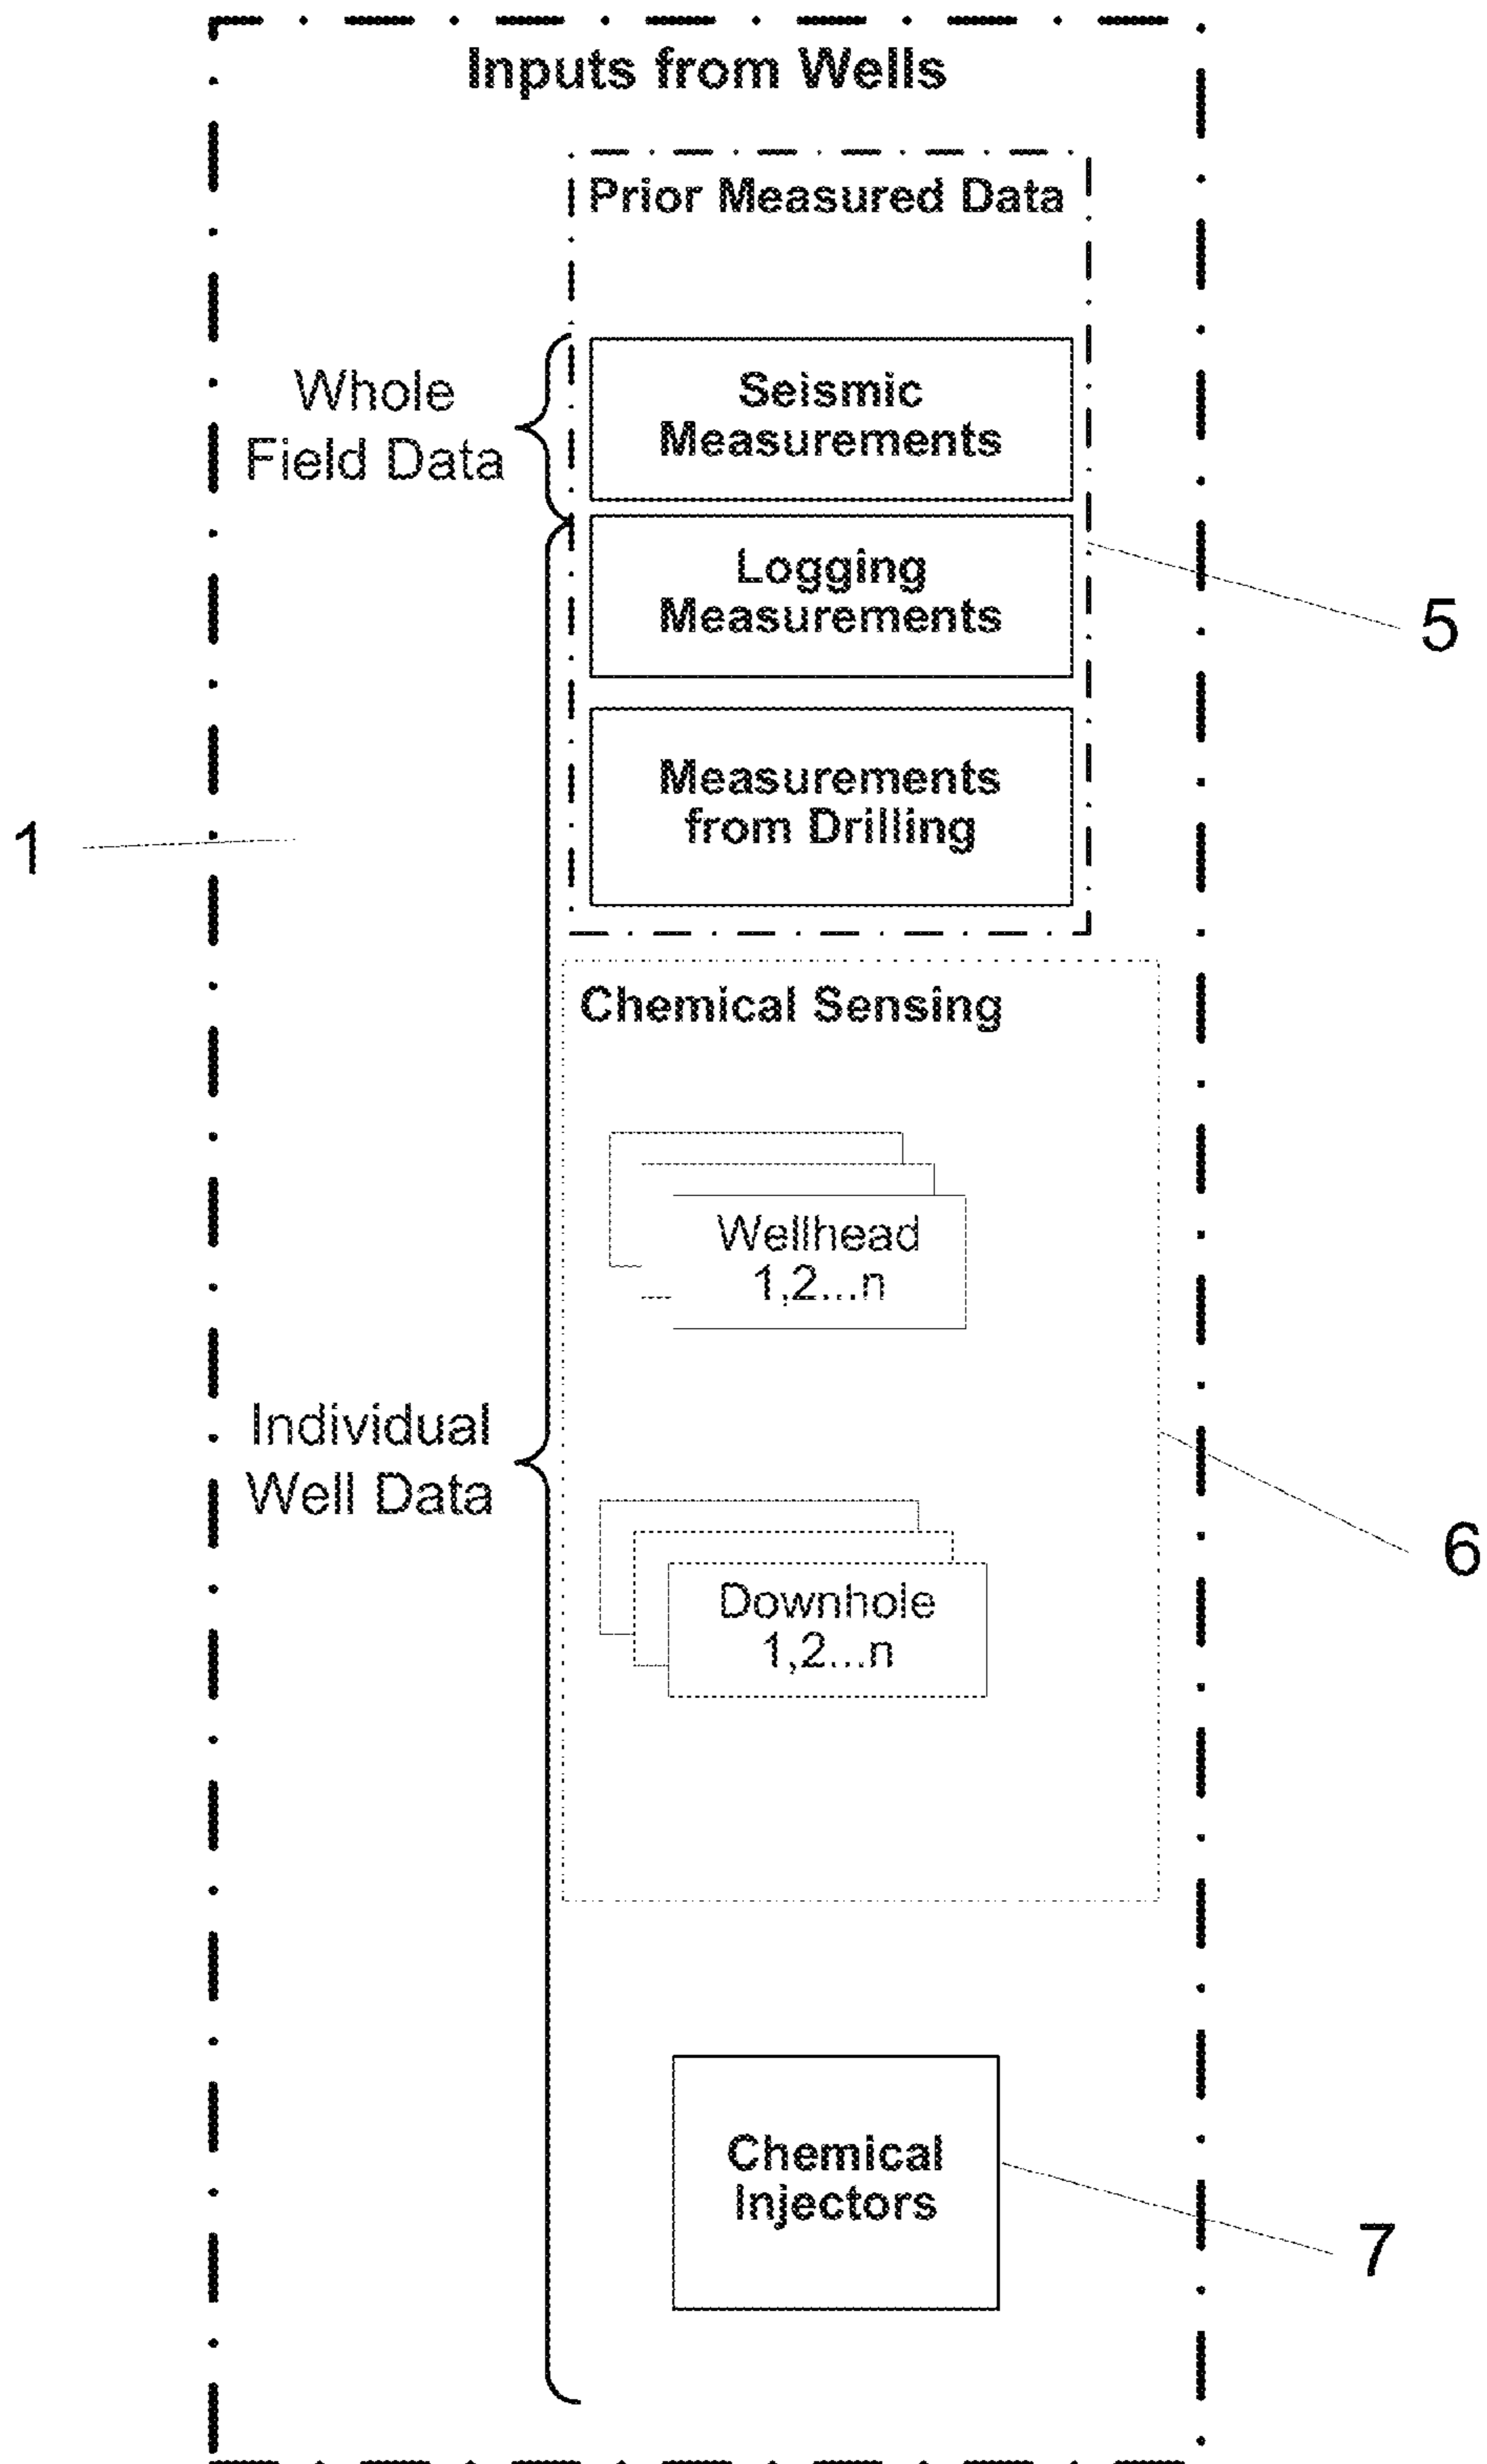 Inputs from Wells
Prior Measured Data
Whole
Field Data
Seismic
Measurements
Logging
Measurements
5
Measurements
from Drilling
1
Chemical Sensing
Wellhead
1,2...n
Individual
Well Data
6
Downhole
1,2...n
Chemical
Injectors
7